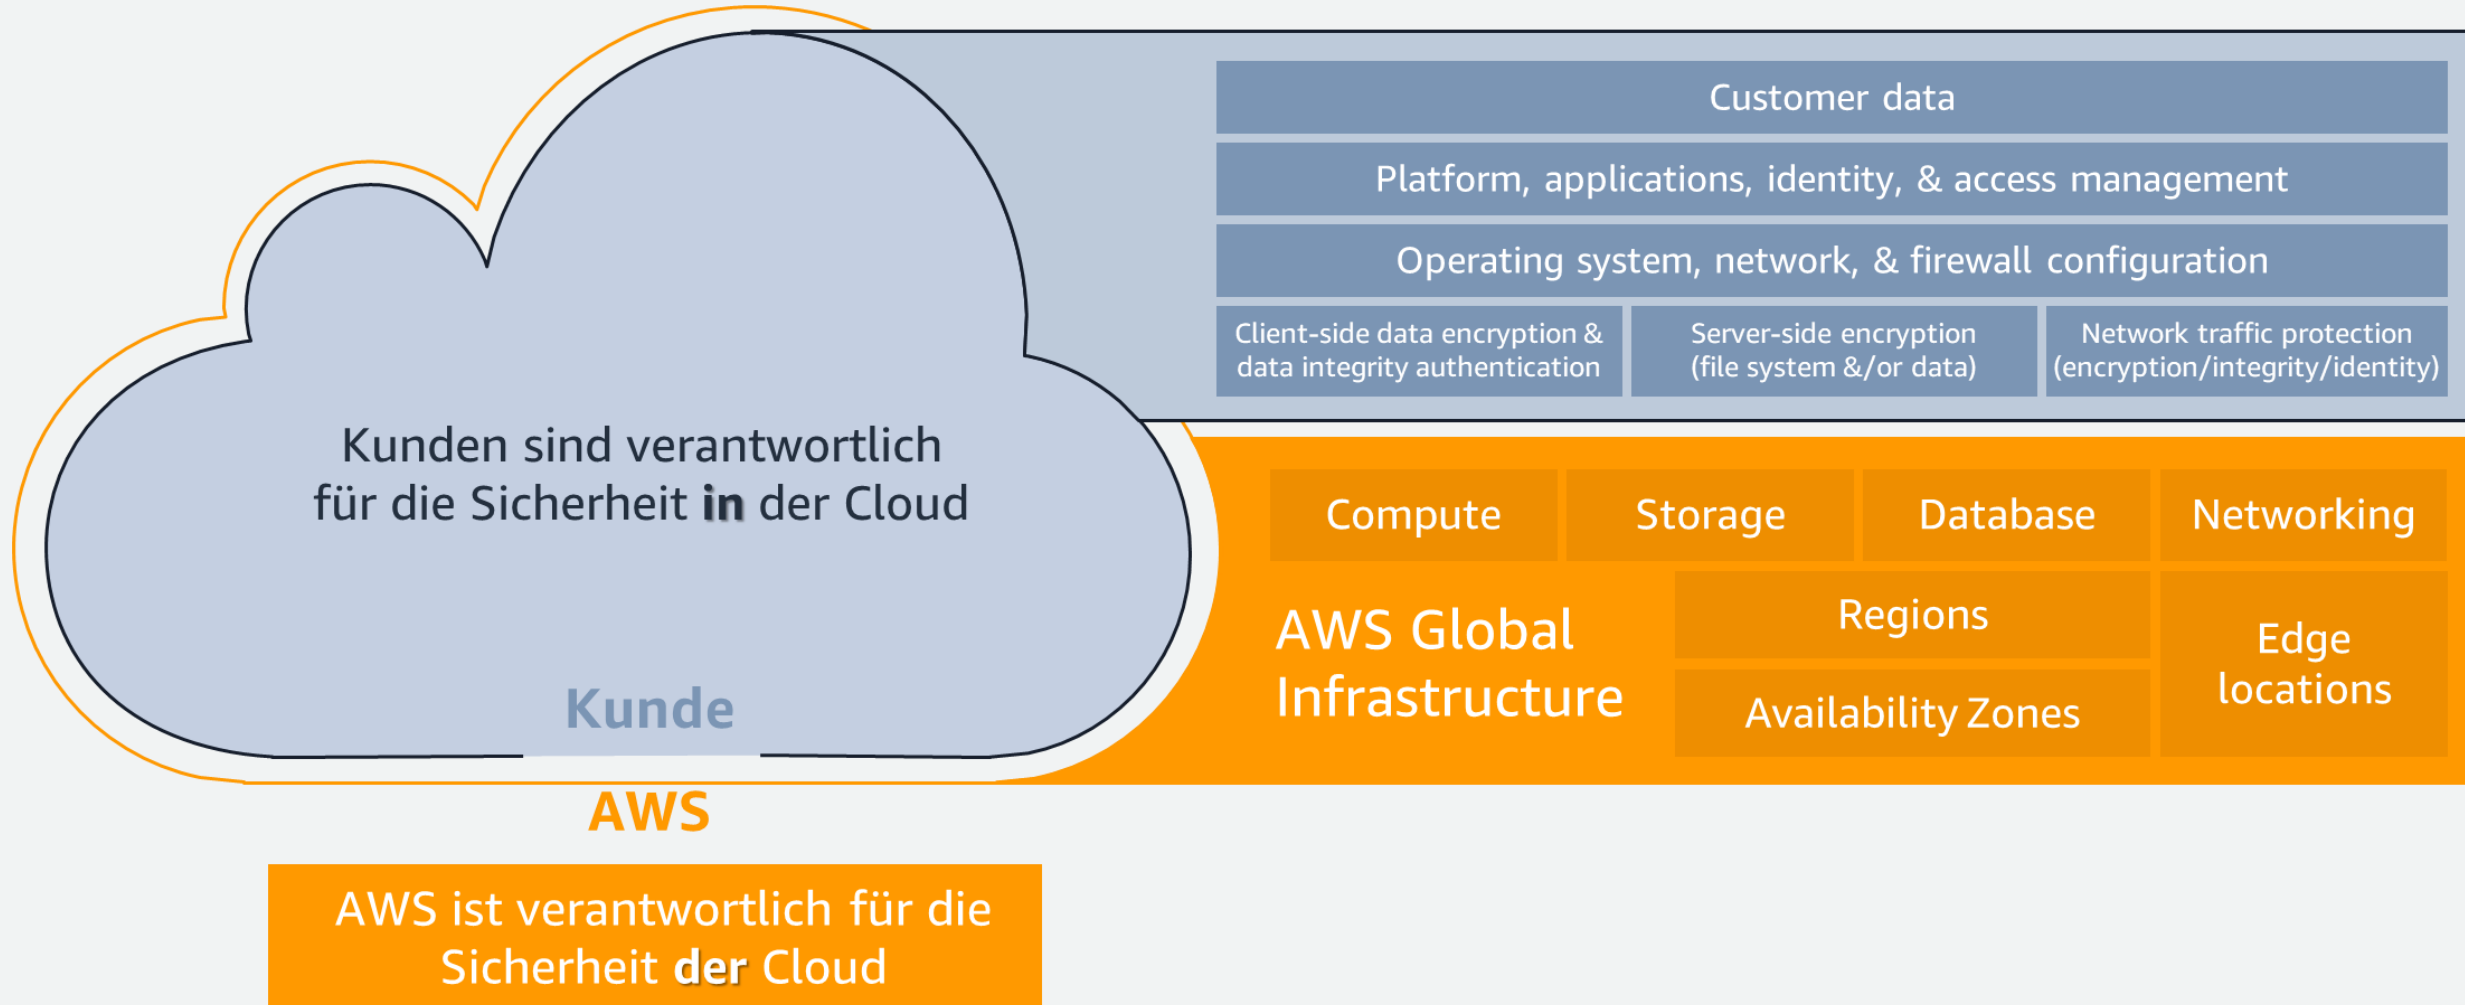 Customer data
Platform, applications, identity, & access management
Operating system, network, & firewall configuration
Client-side data encryption &
data integrity authentication
Server-side encryption
(file system &/or data)
Network traffic protection
(encryption/integrity/identity)
Kunden sind verantwortlich
für die Sicherheit in der Cloud
Kunde
Compute
Storage
Database
Networking
AWS Global
Infrastructure
Regions
Availability Zones
Edge
locations
AWS
AWS ist verantwortlich für die
Sicherheit der Cloud